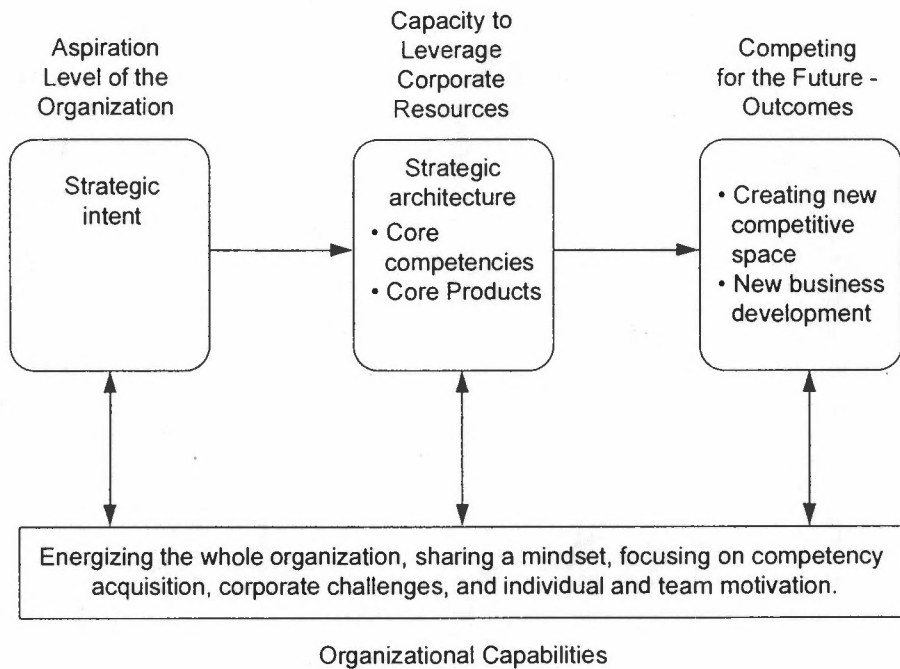 Aspiration
Level of the
Organization
Capacity to
Leverage
Corporate
Resources
Competing
for the Future -
Outcomes
Strategic
intent
Strategic
architecture
• Core
competencies
• Core Products
• Creating new
competitive
space
• New business
development
Energizing the whole organization, sharing a mindset, focusing on competency
acquisition, corporate challenges, and individual and team motivation.
Organizational Capabilities